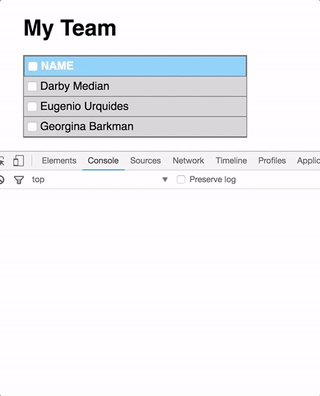 My Team
NAME
Darby Median
Eugenio Urquides
Georgina Barkman
Elements Console Sources Network Timeline Profiles Applic
top Preserve log